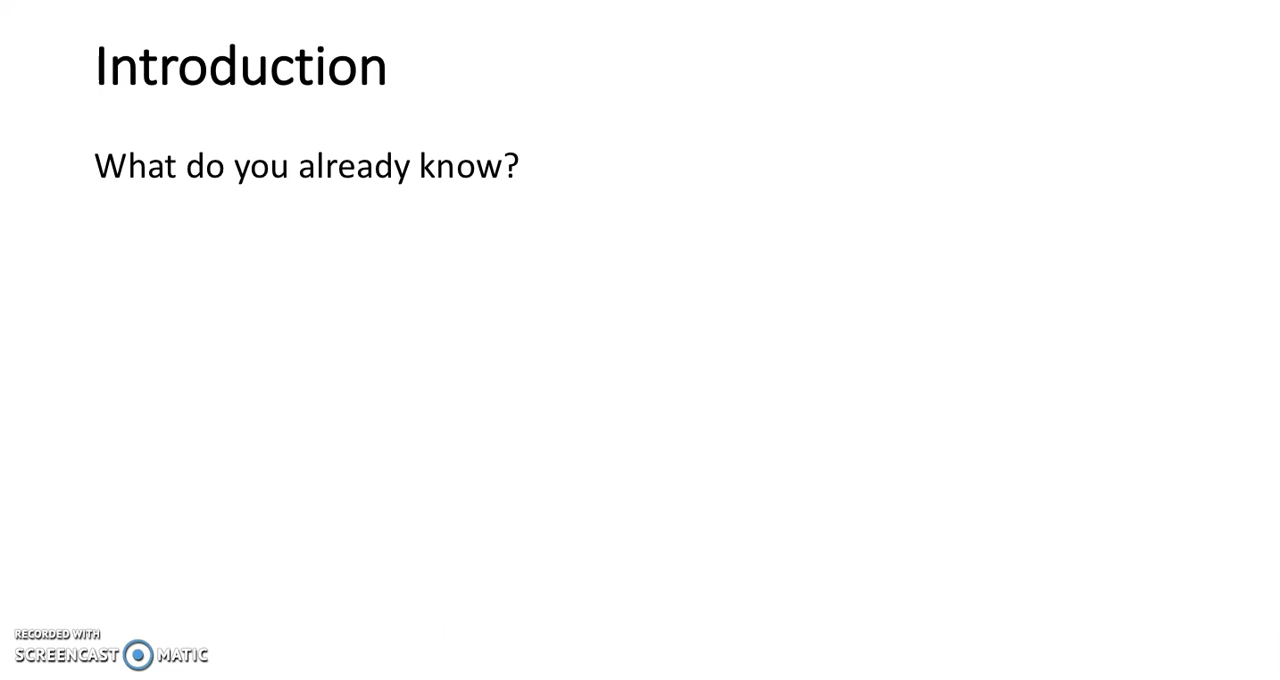 Introduction
What do you already know?
RECORDED WITH
SCREENCAST MATIC